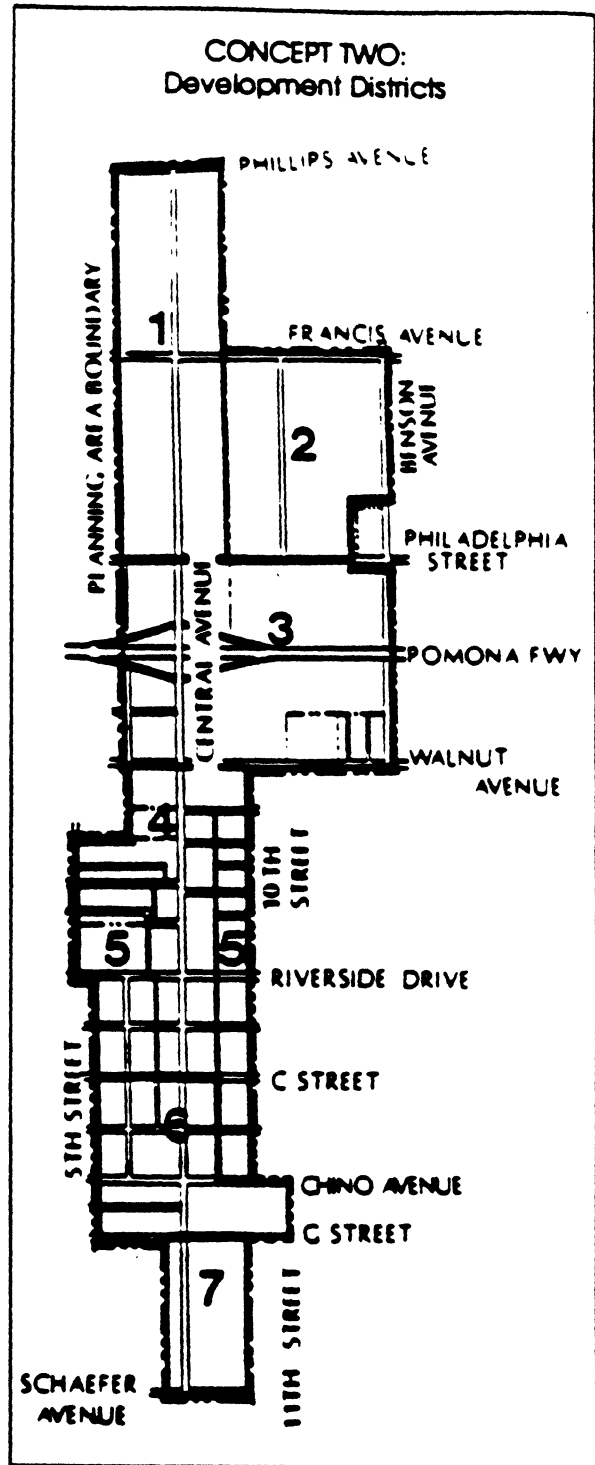 CONCEPT TWO:
Development Districts
PHILLIPS AVENUE
PLANNING AREA BOUNDARY
1
FRANCIS AVENUE
2
BENSON
AVENUE
PHILADELPHIA
STREET
CENTRAL AVENUE
3
POMONA FWY
WALNUT
AVENUE
4
10TH
STREET
5
5
RIVERSIDE DRIVE
5TH STREET
C STREET
6
CHINO AVENUE
C STREET
7
11TH STREET
SCHAEFER
AVENUE